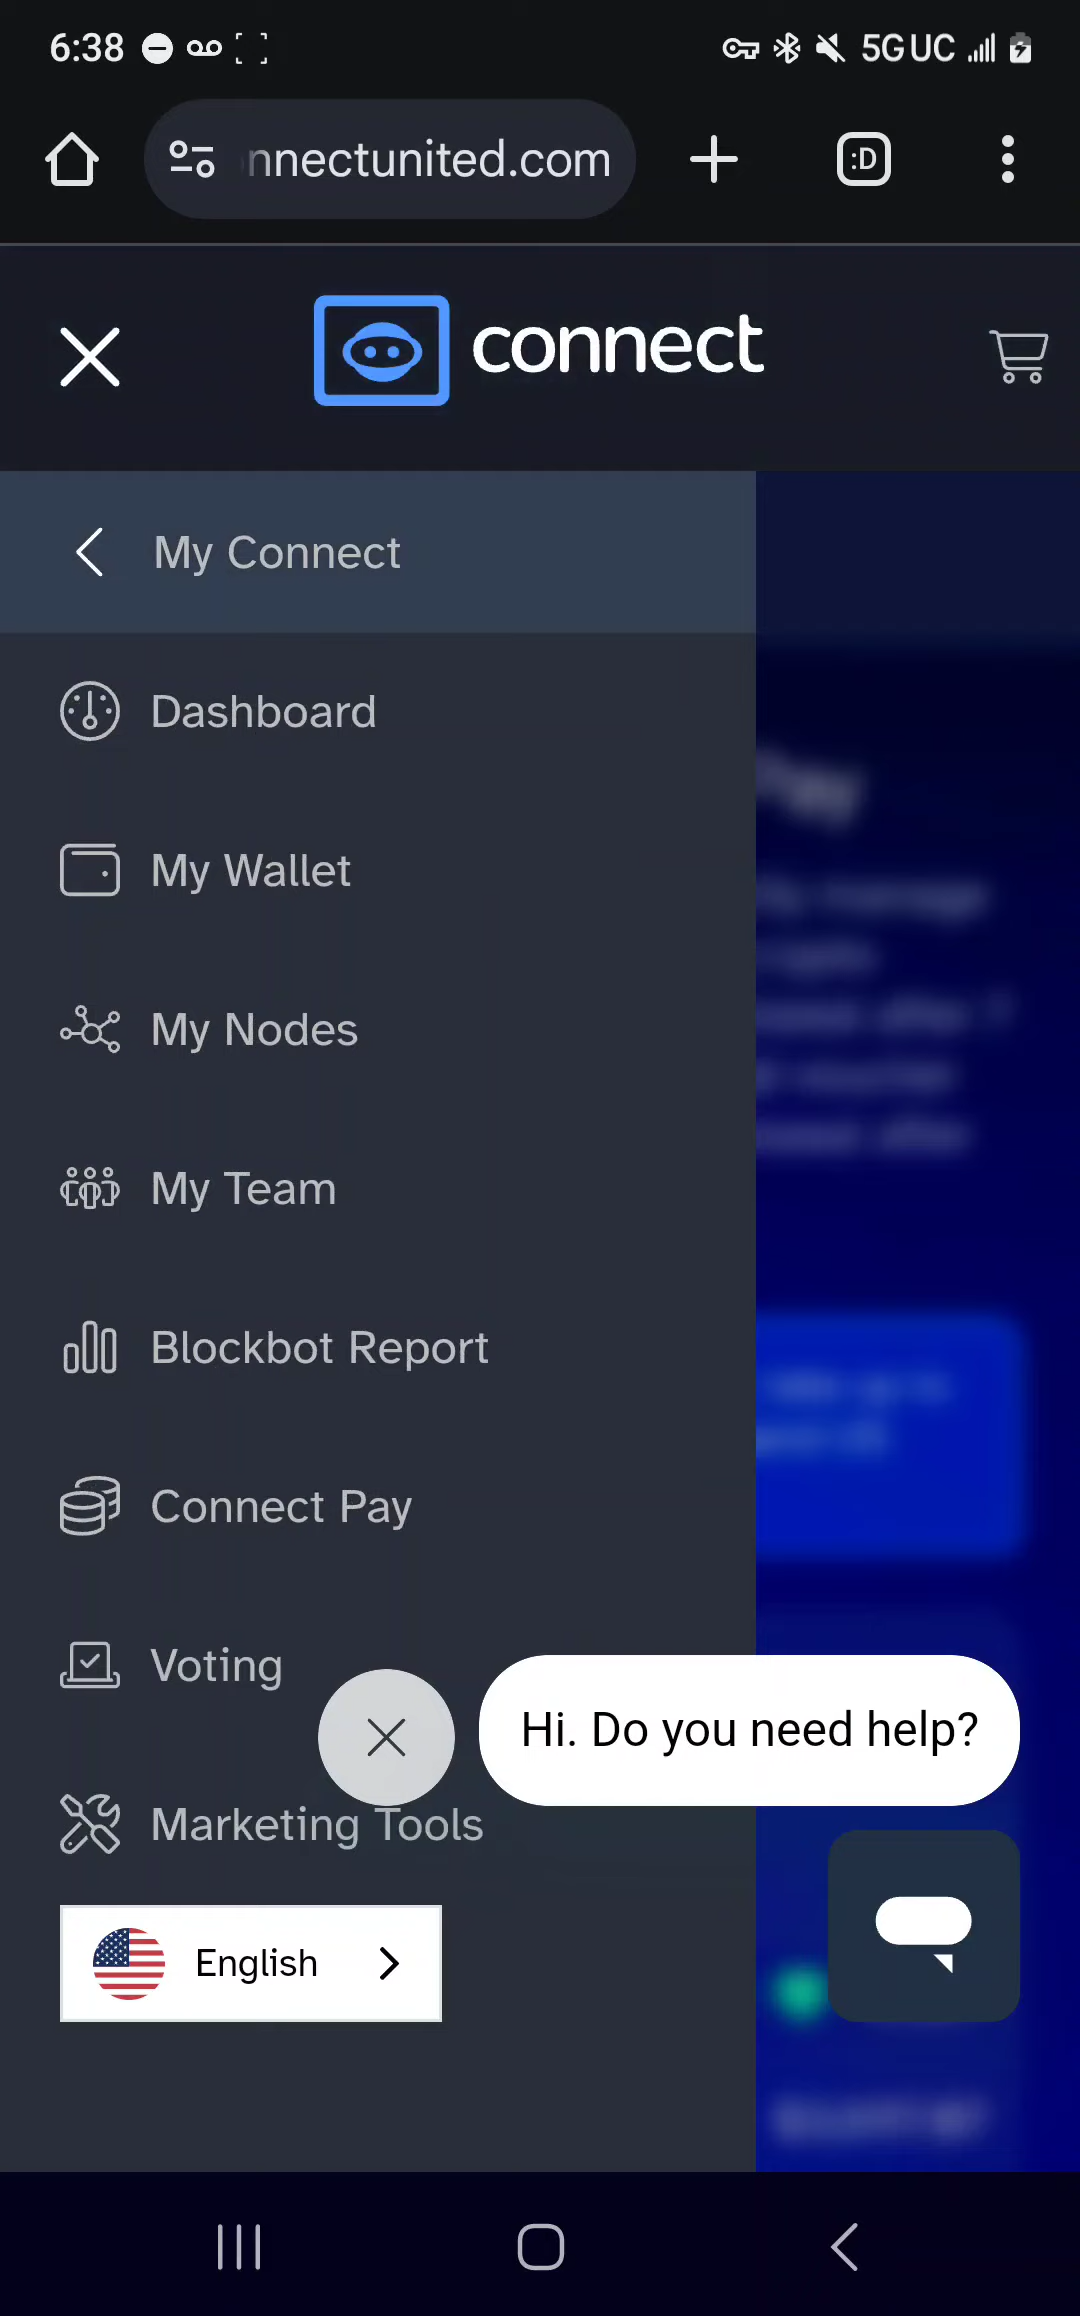 6:38
5G UC
nnectunited.com
:D
connect
My Connect
Dashboard
My Wallet
My Nodes
My Team
Blockbot Report
Connect Pay
Voting
Hi. Do you need help?
Marketing Tools
English